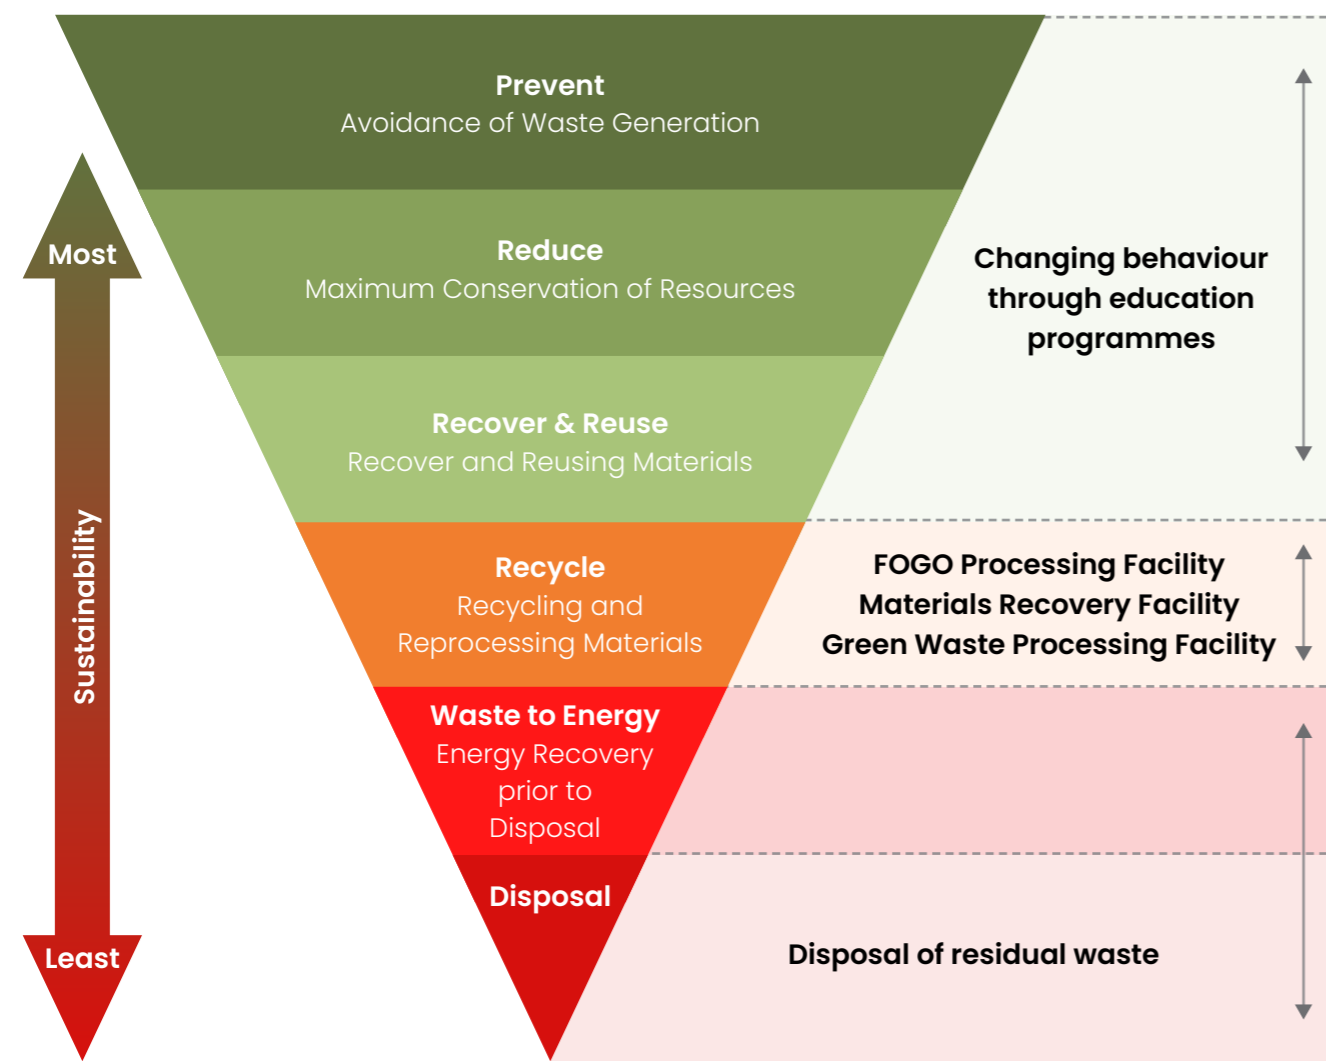 Prevent
Avoidance of Waste Generation
Most
Reduce
Maximum Conservation of Resources
Changing behaviour
through education
programmes
Recover & Reuse
Recover and Reusing Materials
Sustainability
Recycle
Recycling and
Reprocessing Materials
FOGO Processing Facility
Materials Recovery Facility
Green Waste Processing Facility
Waste to Energy
Energy Recovery
prior to
Disposal
Disposal
Least
Disposal of residual waste